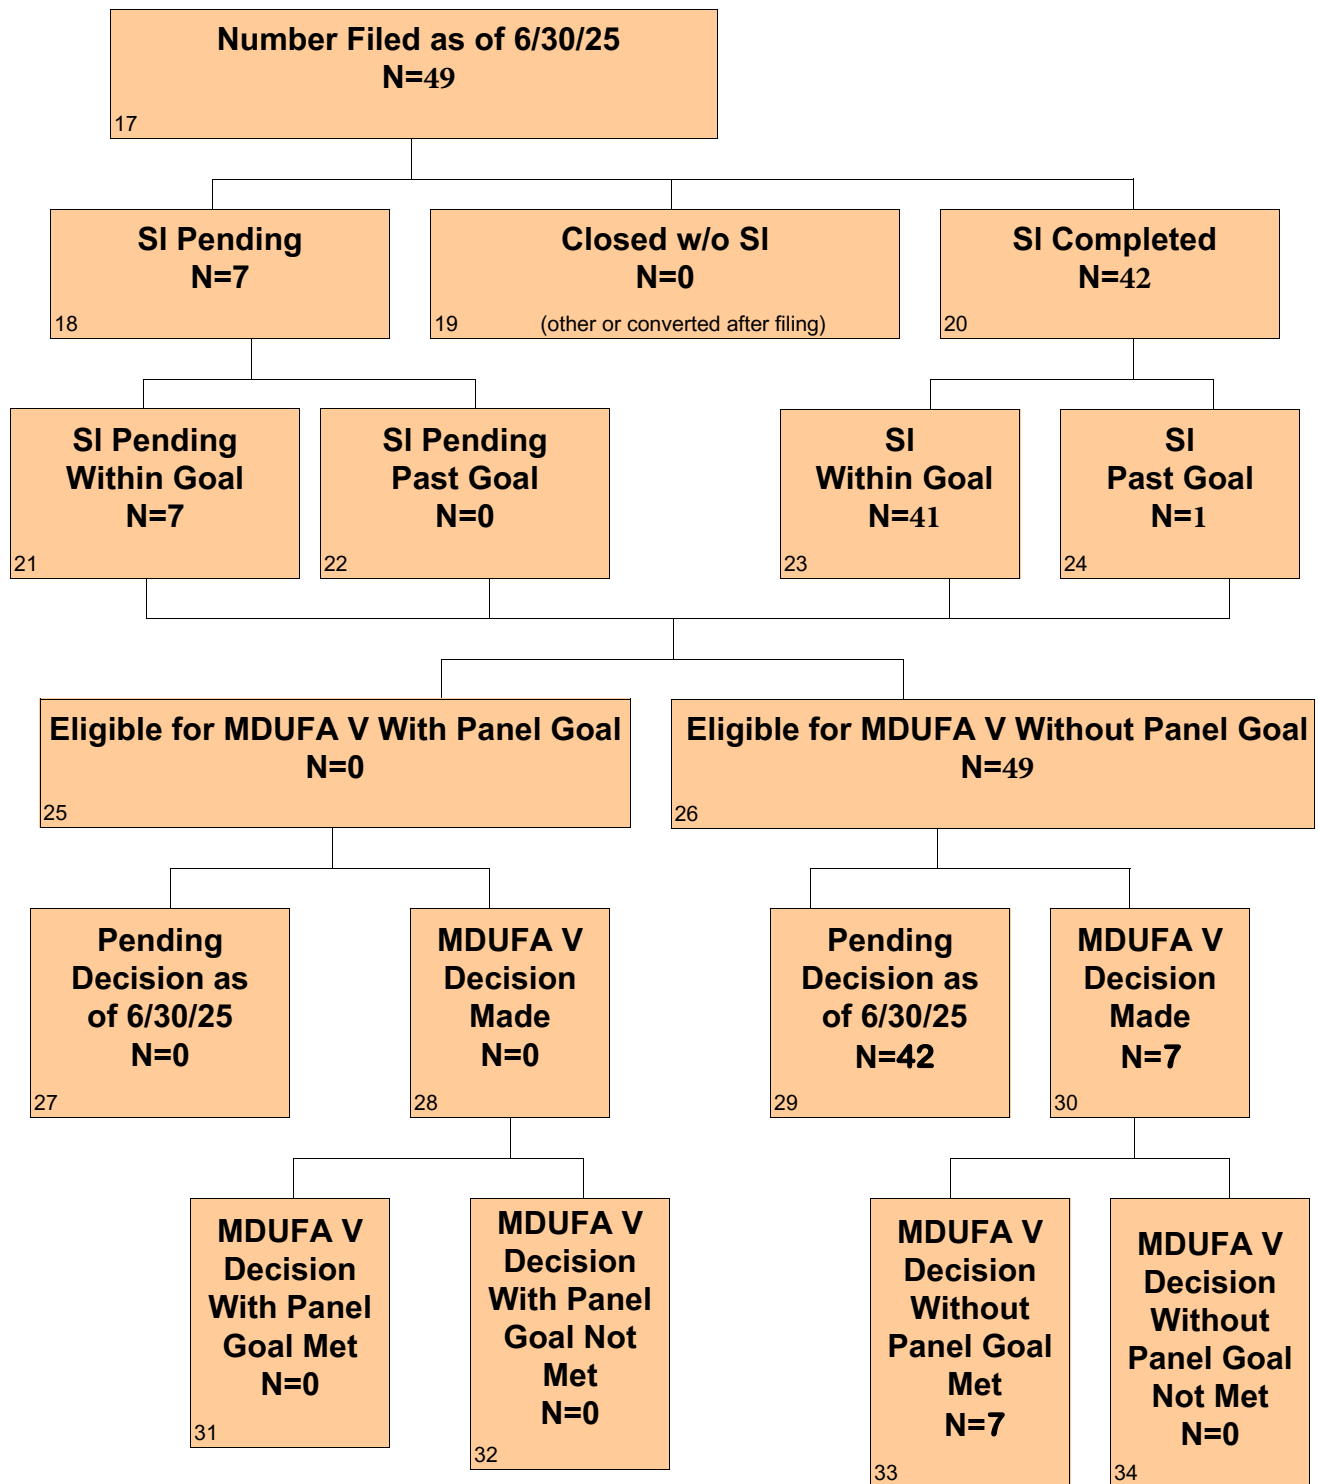 Number Filed as of 6/30/25
N=49
17
SI Pending
N=7
18
Closed w/o SI
N=0
19 (other or converted after filing)
SI Completed
N=42
20
SI Pending
Within Goal
N=7
21
SI Pending
Past Goal
N=0
22
SI
Within Goal
N=41
23
SI
Past Goal
N=1
24
Eligible for MDUFA V With Panel Goal
N=0
25
Eligible for MDUFA V Without Panel Goal
N=49
26
Pending
Decision as
of 6/30/25
N=0
27
MDUFA V
Decision
Made
N=0
28
Pending
Decision as
of 6/30/25
N=42
29
MDUFA V
Decision
Made
N=7
30
MDUFA V
Decision
With Panel
Goal Met
N=0
31
MDUFA V
Decision
With Panel
Goal Not
Met
N=0
32
MDUFA V
Decision
Without
Panel Goal
Met
N=7
33
MDUFA V
Decision
Without
Panel Goal
Not Met
N=0
34